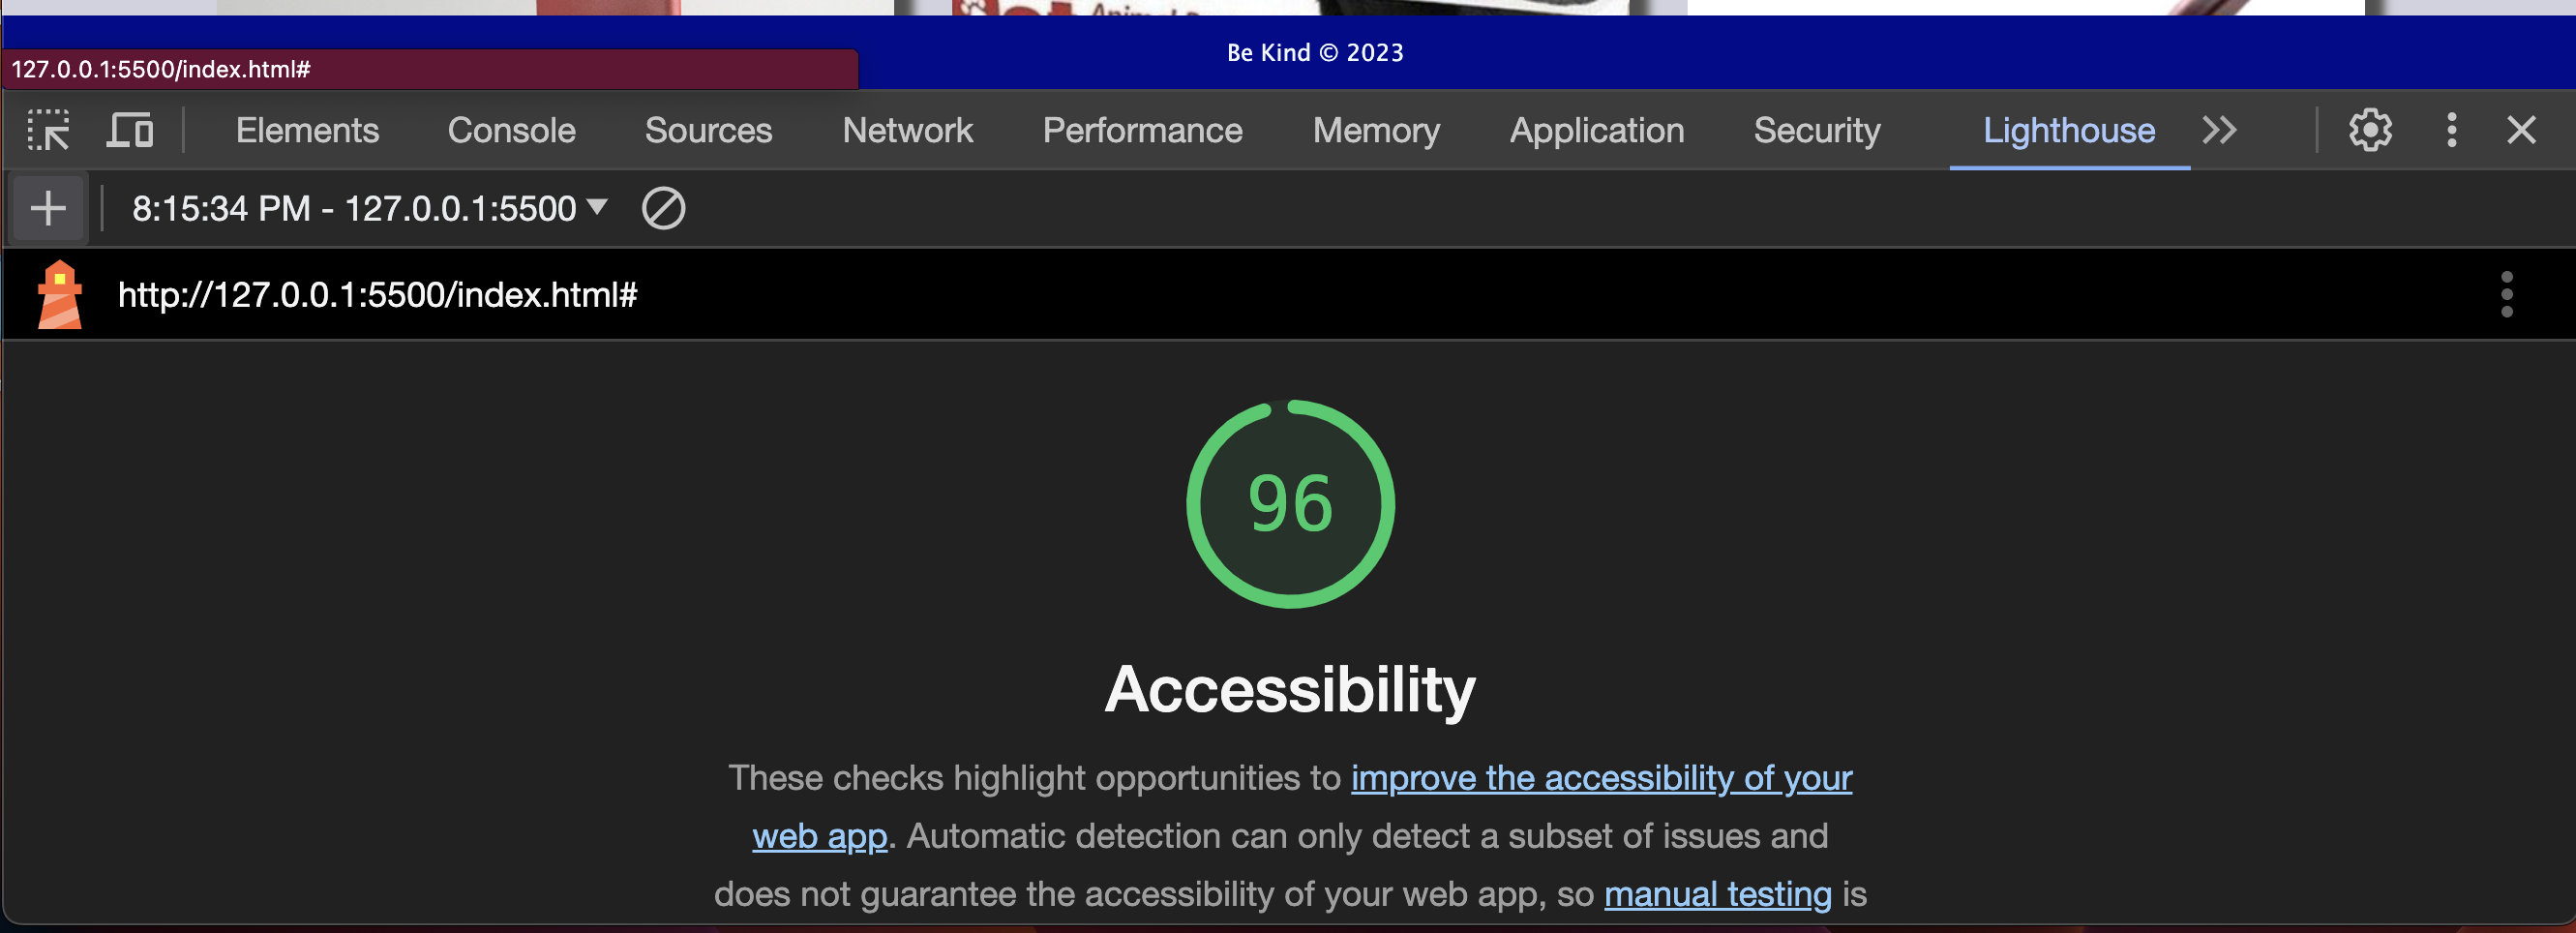 Be Kind © 2023
127.0.0.1:5500/index.html#
Elements Console Sources Network Performance Memory Application Security Lighthouse
8:15:34 PM - 127.0.0.1:5500
http://127.0.0.1:5500/index.html#
96
Accessibility
These checks highlight opportunities to improve the accessibility of your
web app. Automatic detection can only detect a subset of issues and
does not guarantee the accessibility of your web app, so manual testing is